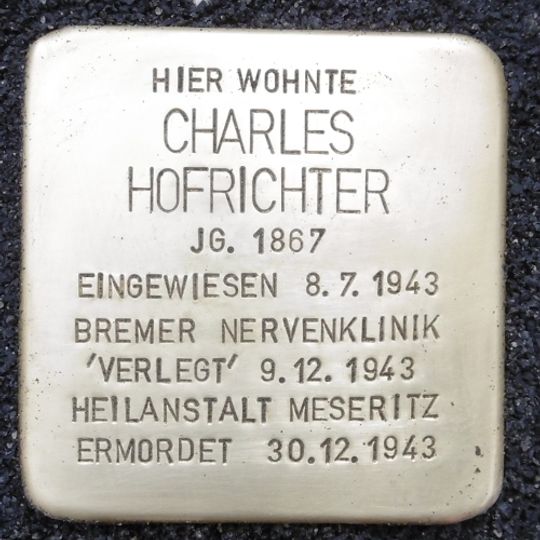 HIER WOHNTE
CHARLES
HOFRICHTER
JG. 1867
EINGEWIESEN 8.7.1943
BREMER NERVENKLINIK
'VERLEGT' 9.12.1943
HEILANSTALT MESERITZ
ERMORDET 30.12.1943